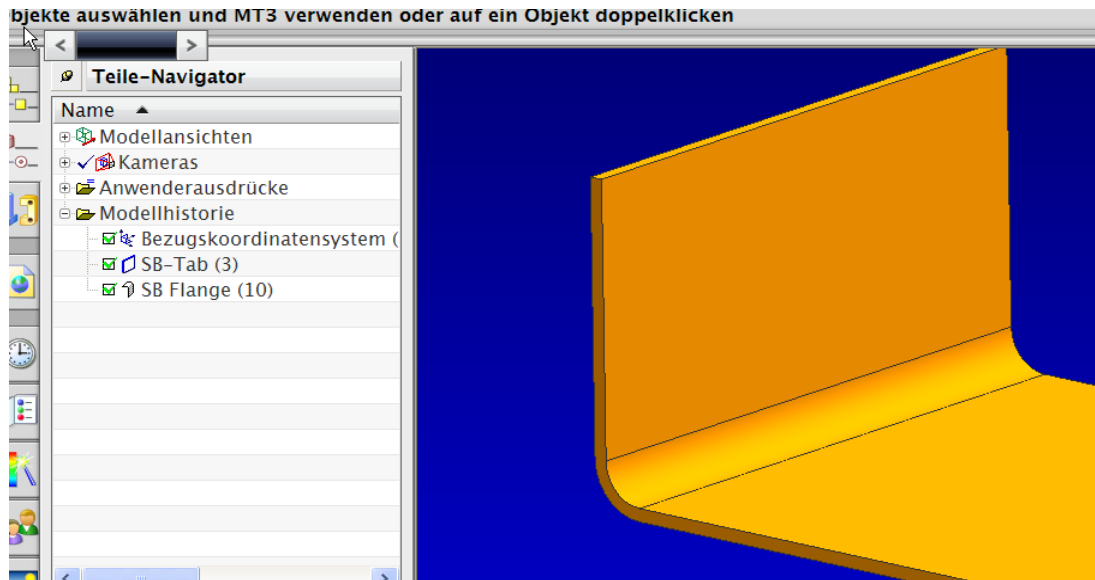 bjekte auswählen und MT3 verwenden oder auf ein Objekt doppelklicken
Teile-Navigator
Name
Modellansichten
Kameras
Anwenderausdrücke
Modellhistorie
Bezugskoordinatensystem (
SB-Tab (3)
SB Flange (10)